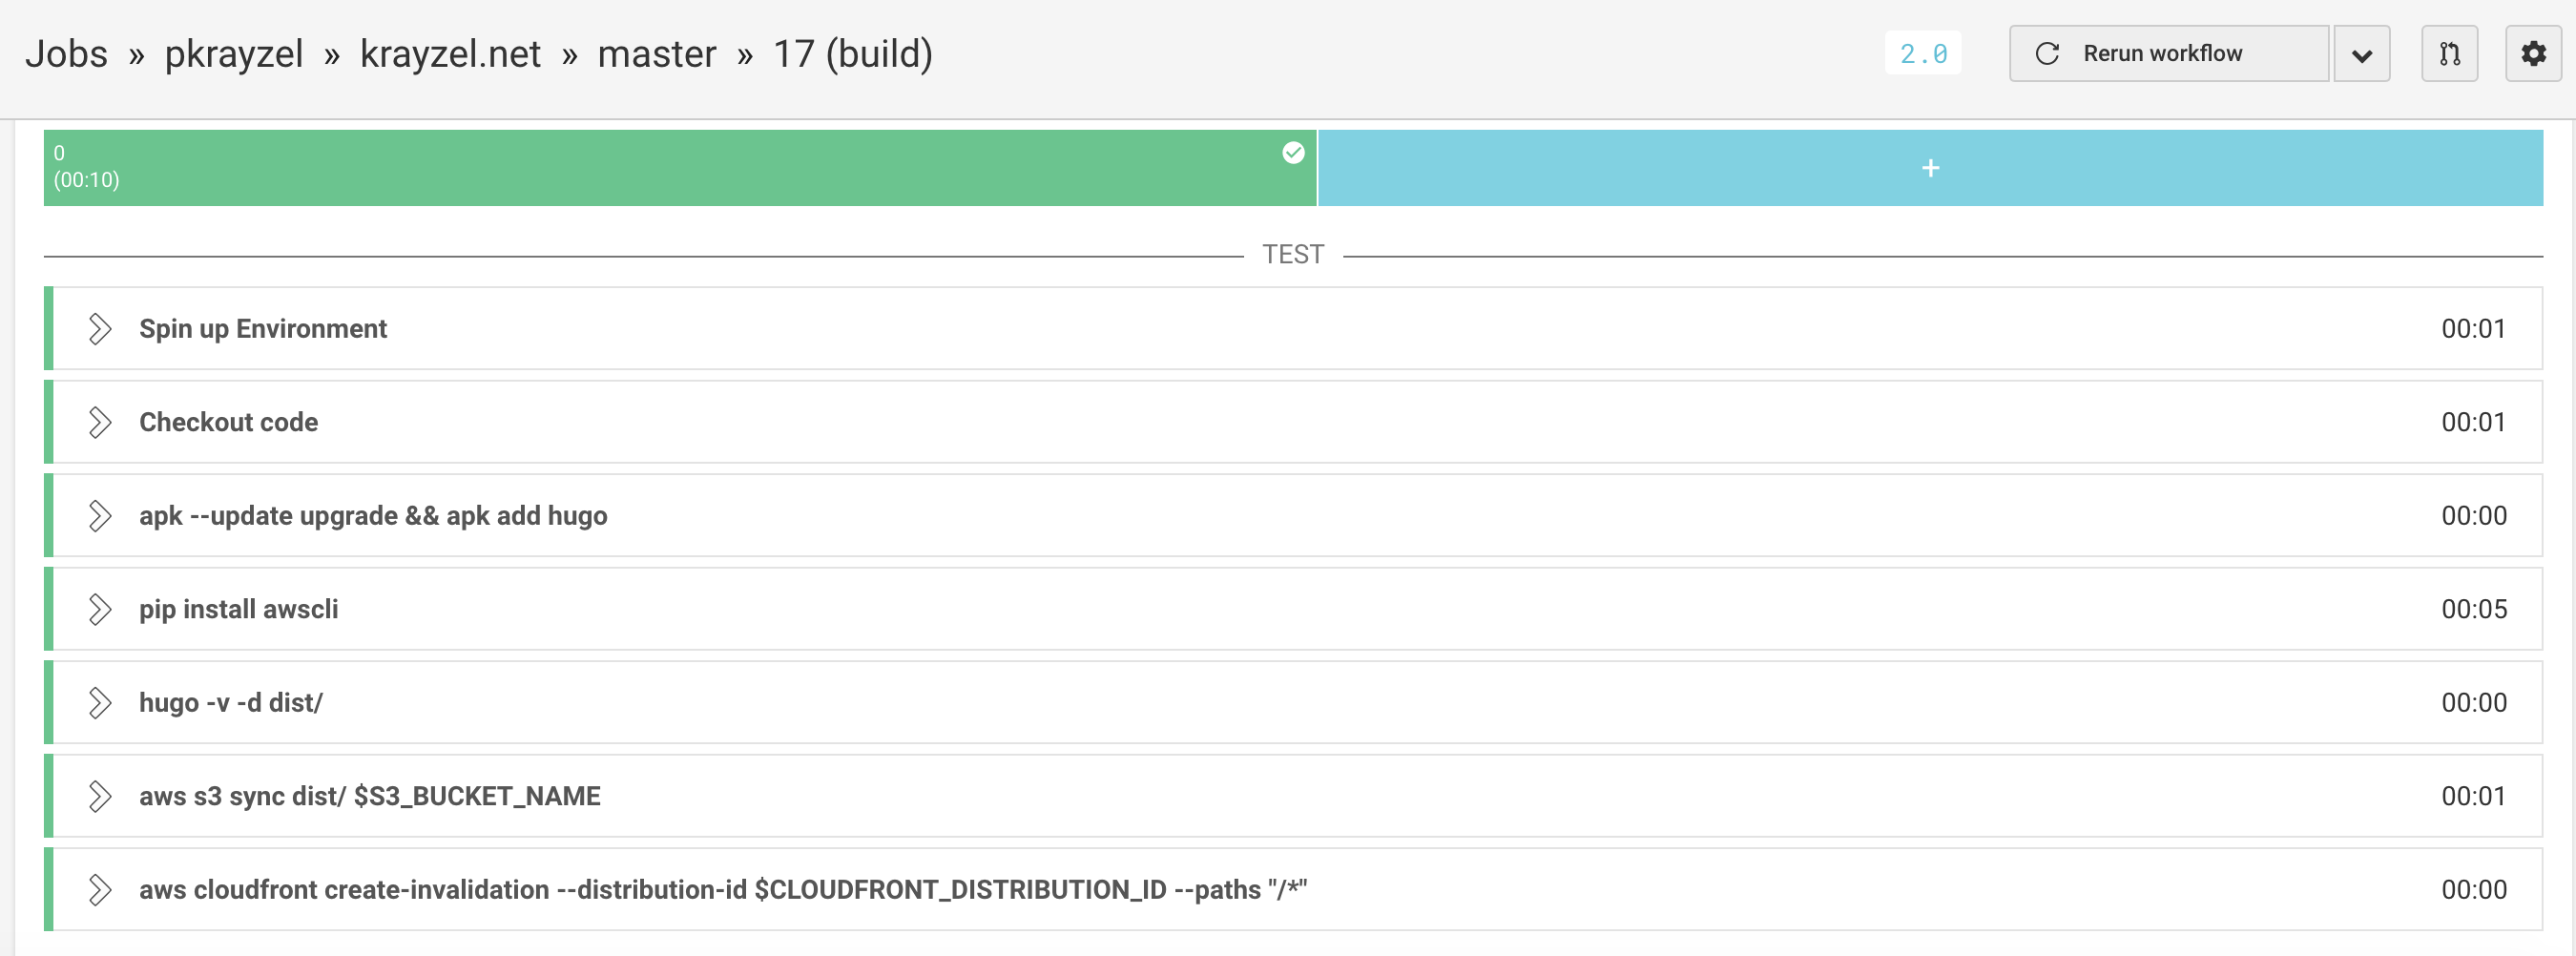 Jobs » pkrayzel » krayzel.net » master » 17 (build)
2.0
Rerun workflow
0
(00:10)
+
TEST
Spin up Environment 00:01
Checkout code 00:01
apk --update upgrade && apk add hugo 00:00
pip install awscli 00:05
hugo -v -d dist/ 00:00
aws s3 sync dist/ $S3_BUCKET_NAME 00:01
aws cloudfront create-invalidation --distribution-id $CLOUDFRONT_DISTRIBUTION_ID --paths "/*" 00:00